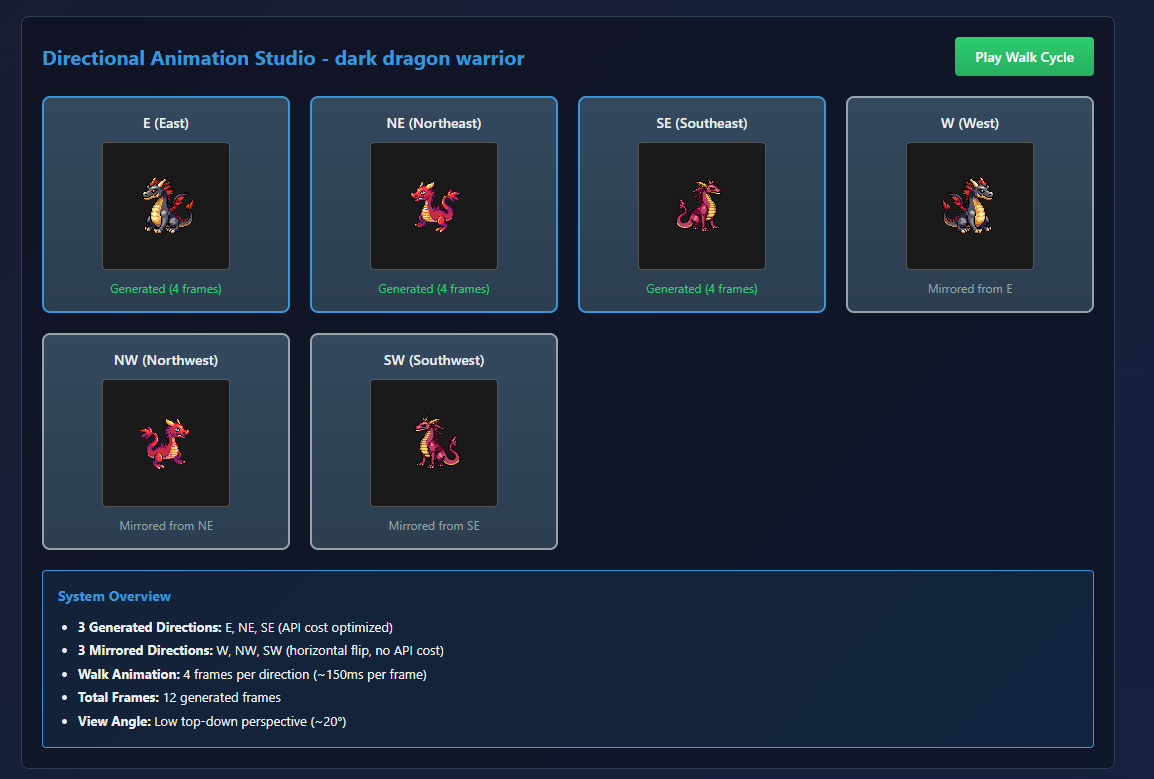 Directional Animation Studio - dark dragon warrior
Play Walk Cycle
E (East)
NE (Northeast)
SE (Southeast)
W (West)
Generated (4 frames)
Generated (4 frames)
Generated (4 frames)
Mirrored from E
NW (Northwest)
SW (Southwest)
Mirrored from NE
Mirrored from SE
System Overview
• 3 Generated Directions: E, NE, SE (API cost optimized)
• 3 Mirrored Directions: W, NW, SW (horizontal flip, no API cost)
• Walk Animation: 4 frames per direction (~150ms per frame)
• Total Frames: 12 generated frames
• View Angle: Low top-down perspective (~20°)